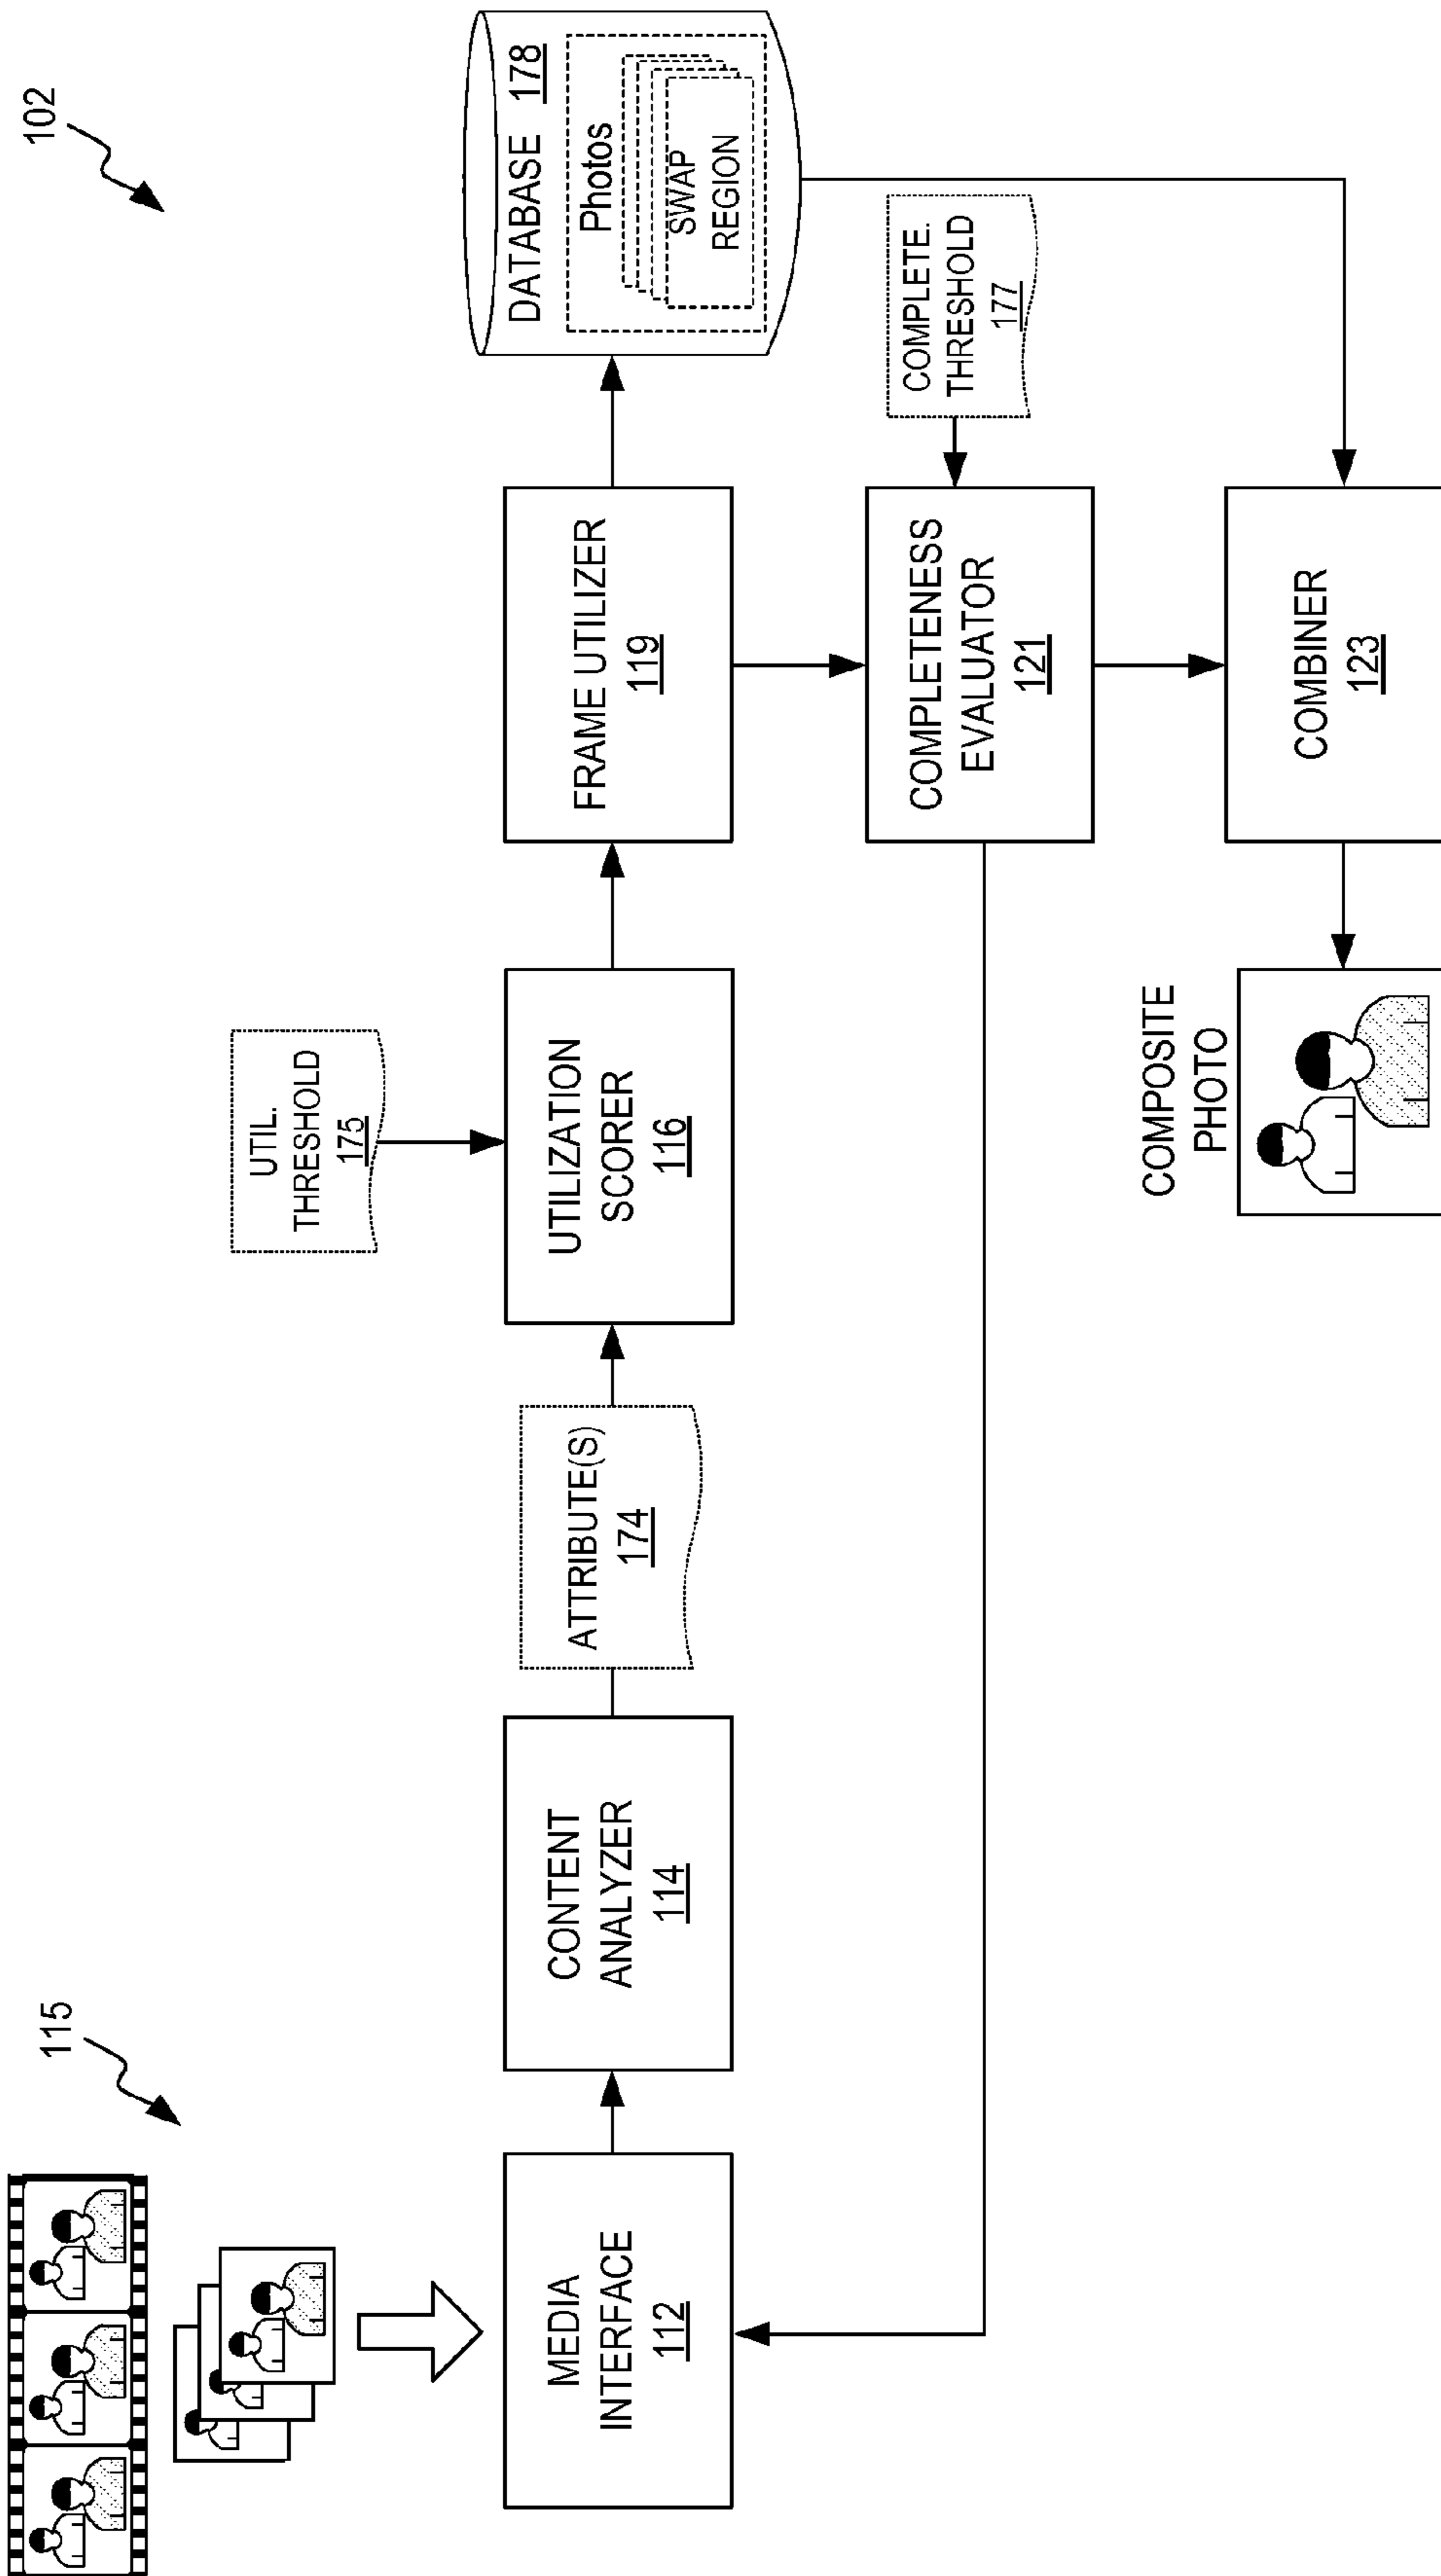 102
115
MEDIA
INTERFACE
112
CONTENT
ANALYZER
114
ATTRIBUTE(S)
174
UTIL.
THRESHOLD
175
UTILIZATION
SCORER
116
FRAME UTILIZER
119
DATABASE 178
Photos
SWAP
REGION
COMPLETE.
THRESHOLD
177
COMPLETENESS
EVALUATOR
121
COMBINER
123
COMPOSITE
PHOTO